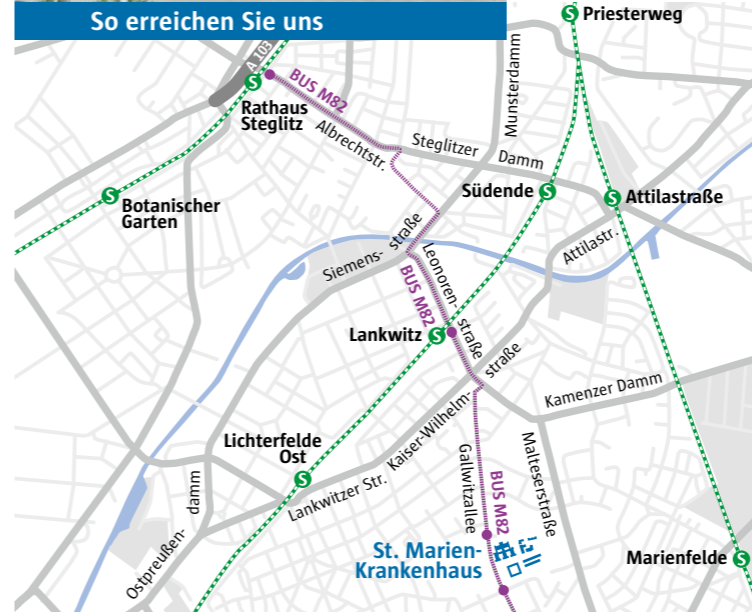 So erreichen Sie uns
A 103
BUS M82
Rathaus
Steglitz
Albrechtstr.
Steglitzer Damm
Munsterdamm
Priesterweg
Botanischer
Garten
Südende
Attilastraße
Attilastr.
Siemens-
straße
Leonoren-
straße
BUS M82
Lankwitz
Kaiser-Wilhelm-
straße
Kamenzer Damm
Lichterfelde
Ost
Lankwitzer Str.
Gallwitzallee
BUS M82
Malteserstraße
Ostpreußen-
damm
St. Marien-
Krankenhaus
Marienfelde
S
S
S
S
S
S
S
S